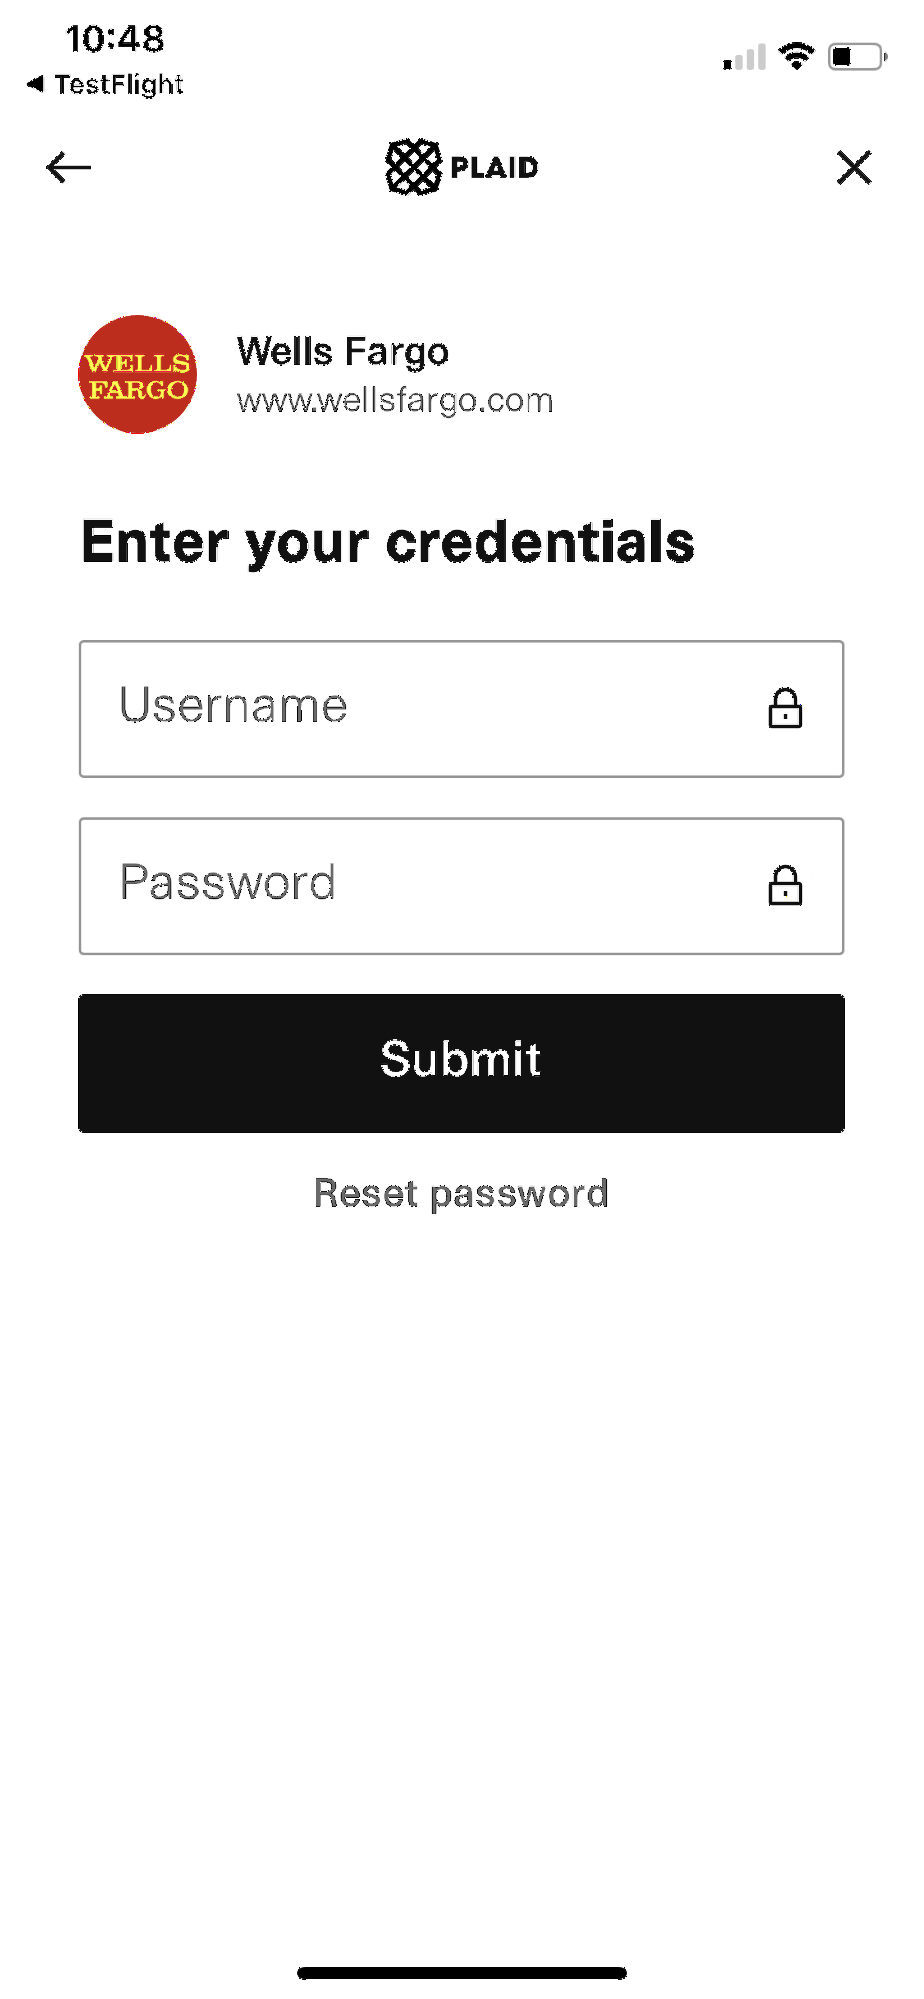 10:48
TestFlight
PLAID
WELLS
FARGO
Wells Fargo
www.wellsfargo.com
Enter your credentials
Username
Password
Submit
Reset password